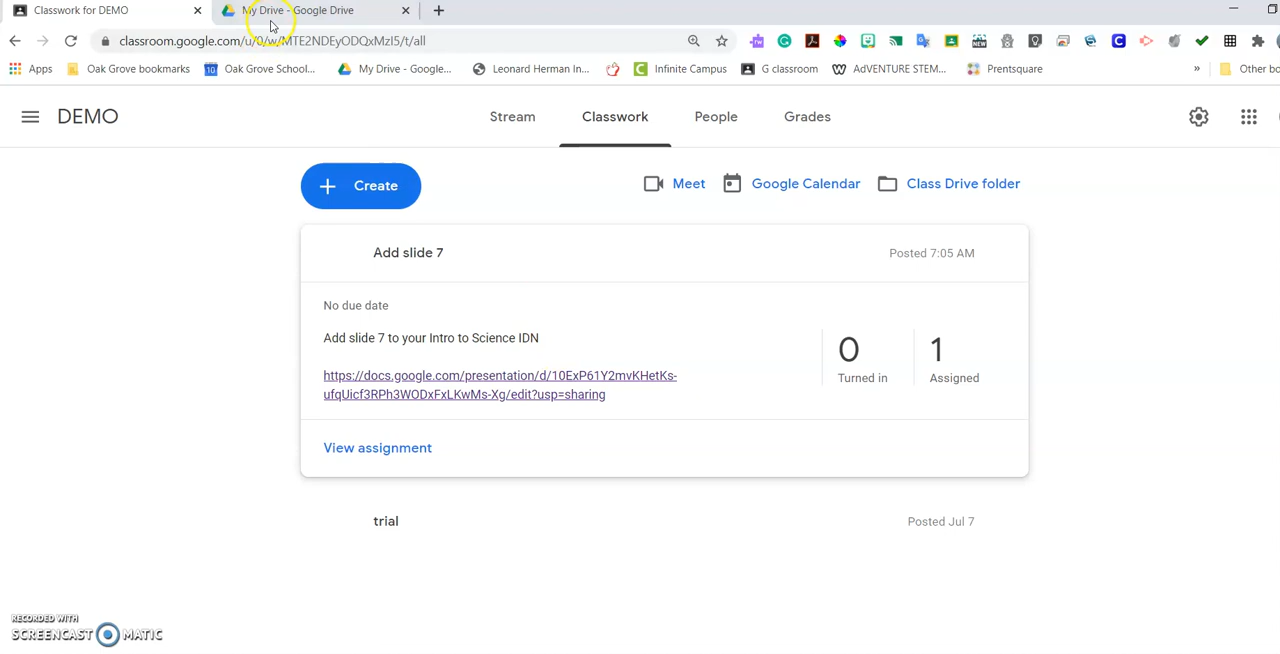 Classwork for DEMO
My Drive - Google Drive
classroom.google.com/u/0/w/MTE2NDEyODQxMzI5/t/all
Apps
Oak Grove bookmarks
Oak Grove School...
My Drive - Google...
Leonard Herman In...
Infinite Campus
G classroom
AdVENTURE STEM...
Prentsquare
»
Other bo
DEMO
Stream
Classwork
People
Grades
+ Create
Meet
Google Calendar
Class Drive folder
Add slide 7
Posted 7:05 AM
No due date
Add slide 7 to your Intro to Science IDN
https://docs.google.com/presentation/d/10ExP61Y2mvKHetKs-
ufqUicf3RPh3WODxFxLKwMs-Xg/edit?usp=sharing
0
Turned in
1
Assigned
View assignment
trial
Posted Jul 7
RECORDED WITH
SCREENCAST MATIC